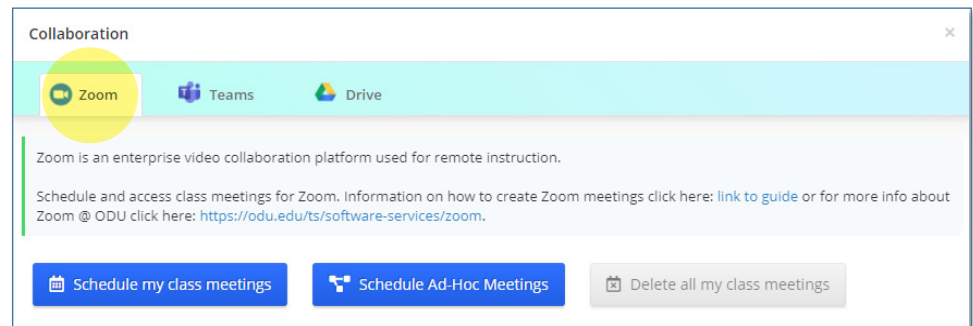 Collaboration
Zoom Teams Drive
Zoom is an enterprise video collaboration platform used for remote instruction.
Schedule and access class meetings for Zoom. Information on how to create Zoom meetings click here: link to guide or for more info about
Zoom @ ODU click here: https://odu.edu/ts/software-services/zoom.
Schedule my class meetings Schedule Ad-Hoc Meetings Delete all my class meetings